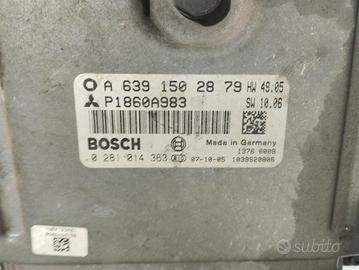 A 639 150 28 79 HW 49.05
P1860A983 SW 10.06
BOSCH Made in Germany
1376 0008
0 281 014 363 07-10-05 1039S20806
subito